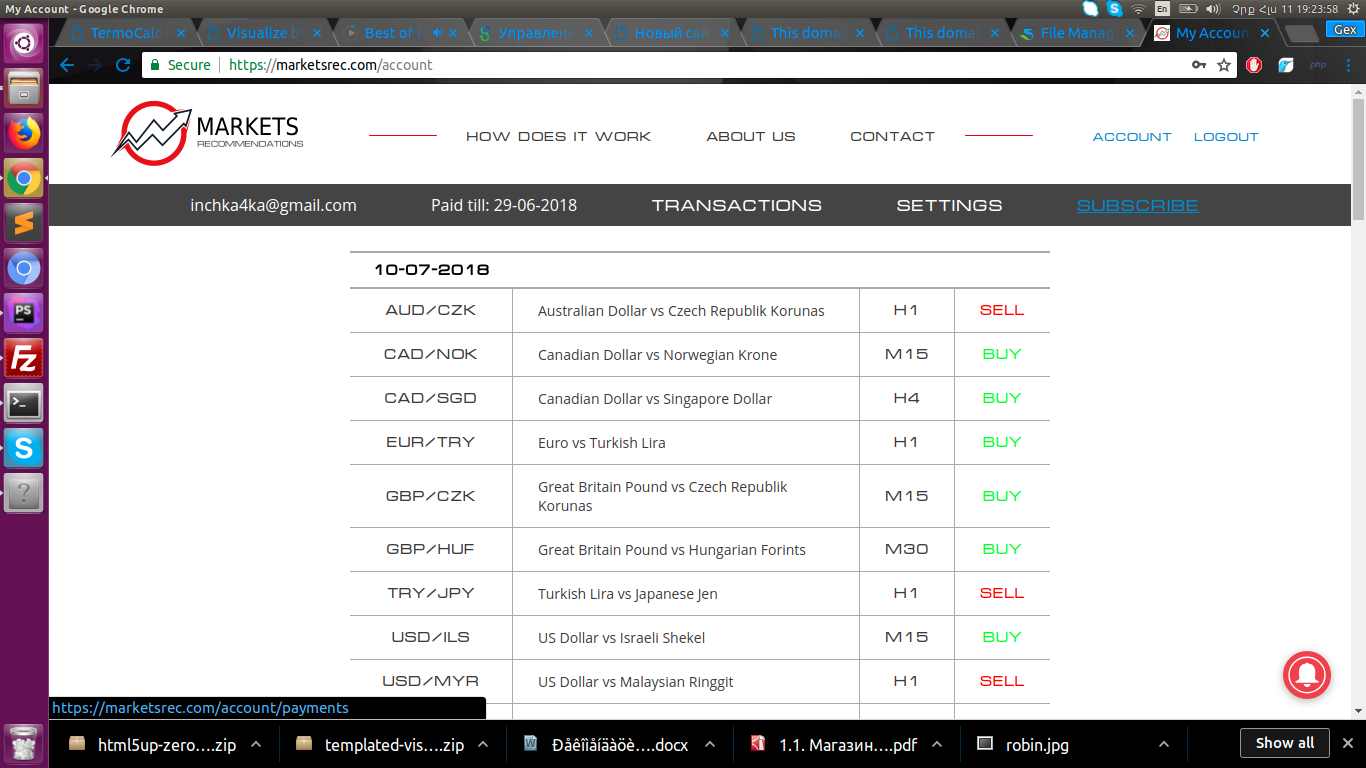 My Account - Google Chrome
En
Չրք Հլս 11 19:23:58
TermoCalc
Visualize b
Best of
Управлени
Новый сай
This domai
This domai
File Manag
My Accoun
Gex
Secure
https://marketsrec.com/account
php
MARKETS
RECOMMENDATIONS
HOW DOES IT WORK
ABOUT US
CONTACT
ACCOUNT
LOGOUT
inchka4ka@gmail.com
Paid till: 29-06-2018
TRANSACTIONS
SETTINGS
SUBSCRIBE
10-07-2018
AUD/CZK Australian Dollar vs Czech Republik Korunas H1 SELL
CAD/NOK Canadian Dollar vs Norwegian Krone M15 BUY
CAD/SGD Canadian Dollar vs Singapore Dollar H4 BUY
EUR/TRY Euro vs Turkish Lira H1 BUY
GBP/CZK Great Britain Pound vs Czech Republik
Korunas M15 BUY
GBP/HUF Great Britain Pound vs Hungarian Forints M30 BUY
TRY/JPY Turkish Lira vs Japanese Jen H1 SELL
USD/ILS US Dollar vs Israeli Shekel M15 BUY
USD/MYR US Dollar vs Malaysian Ringgit H1 SELL
https://marketsrec.com/account/payments
html5up-zero....zip
templated-vis....zip
Ðåêîìåíäàöè....docx
1.1. Магазин....pdf
robin.jpg
Show all
PS
Fz
S